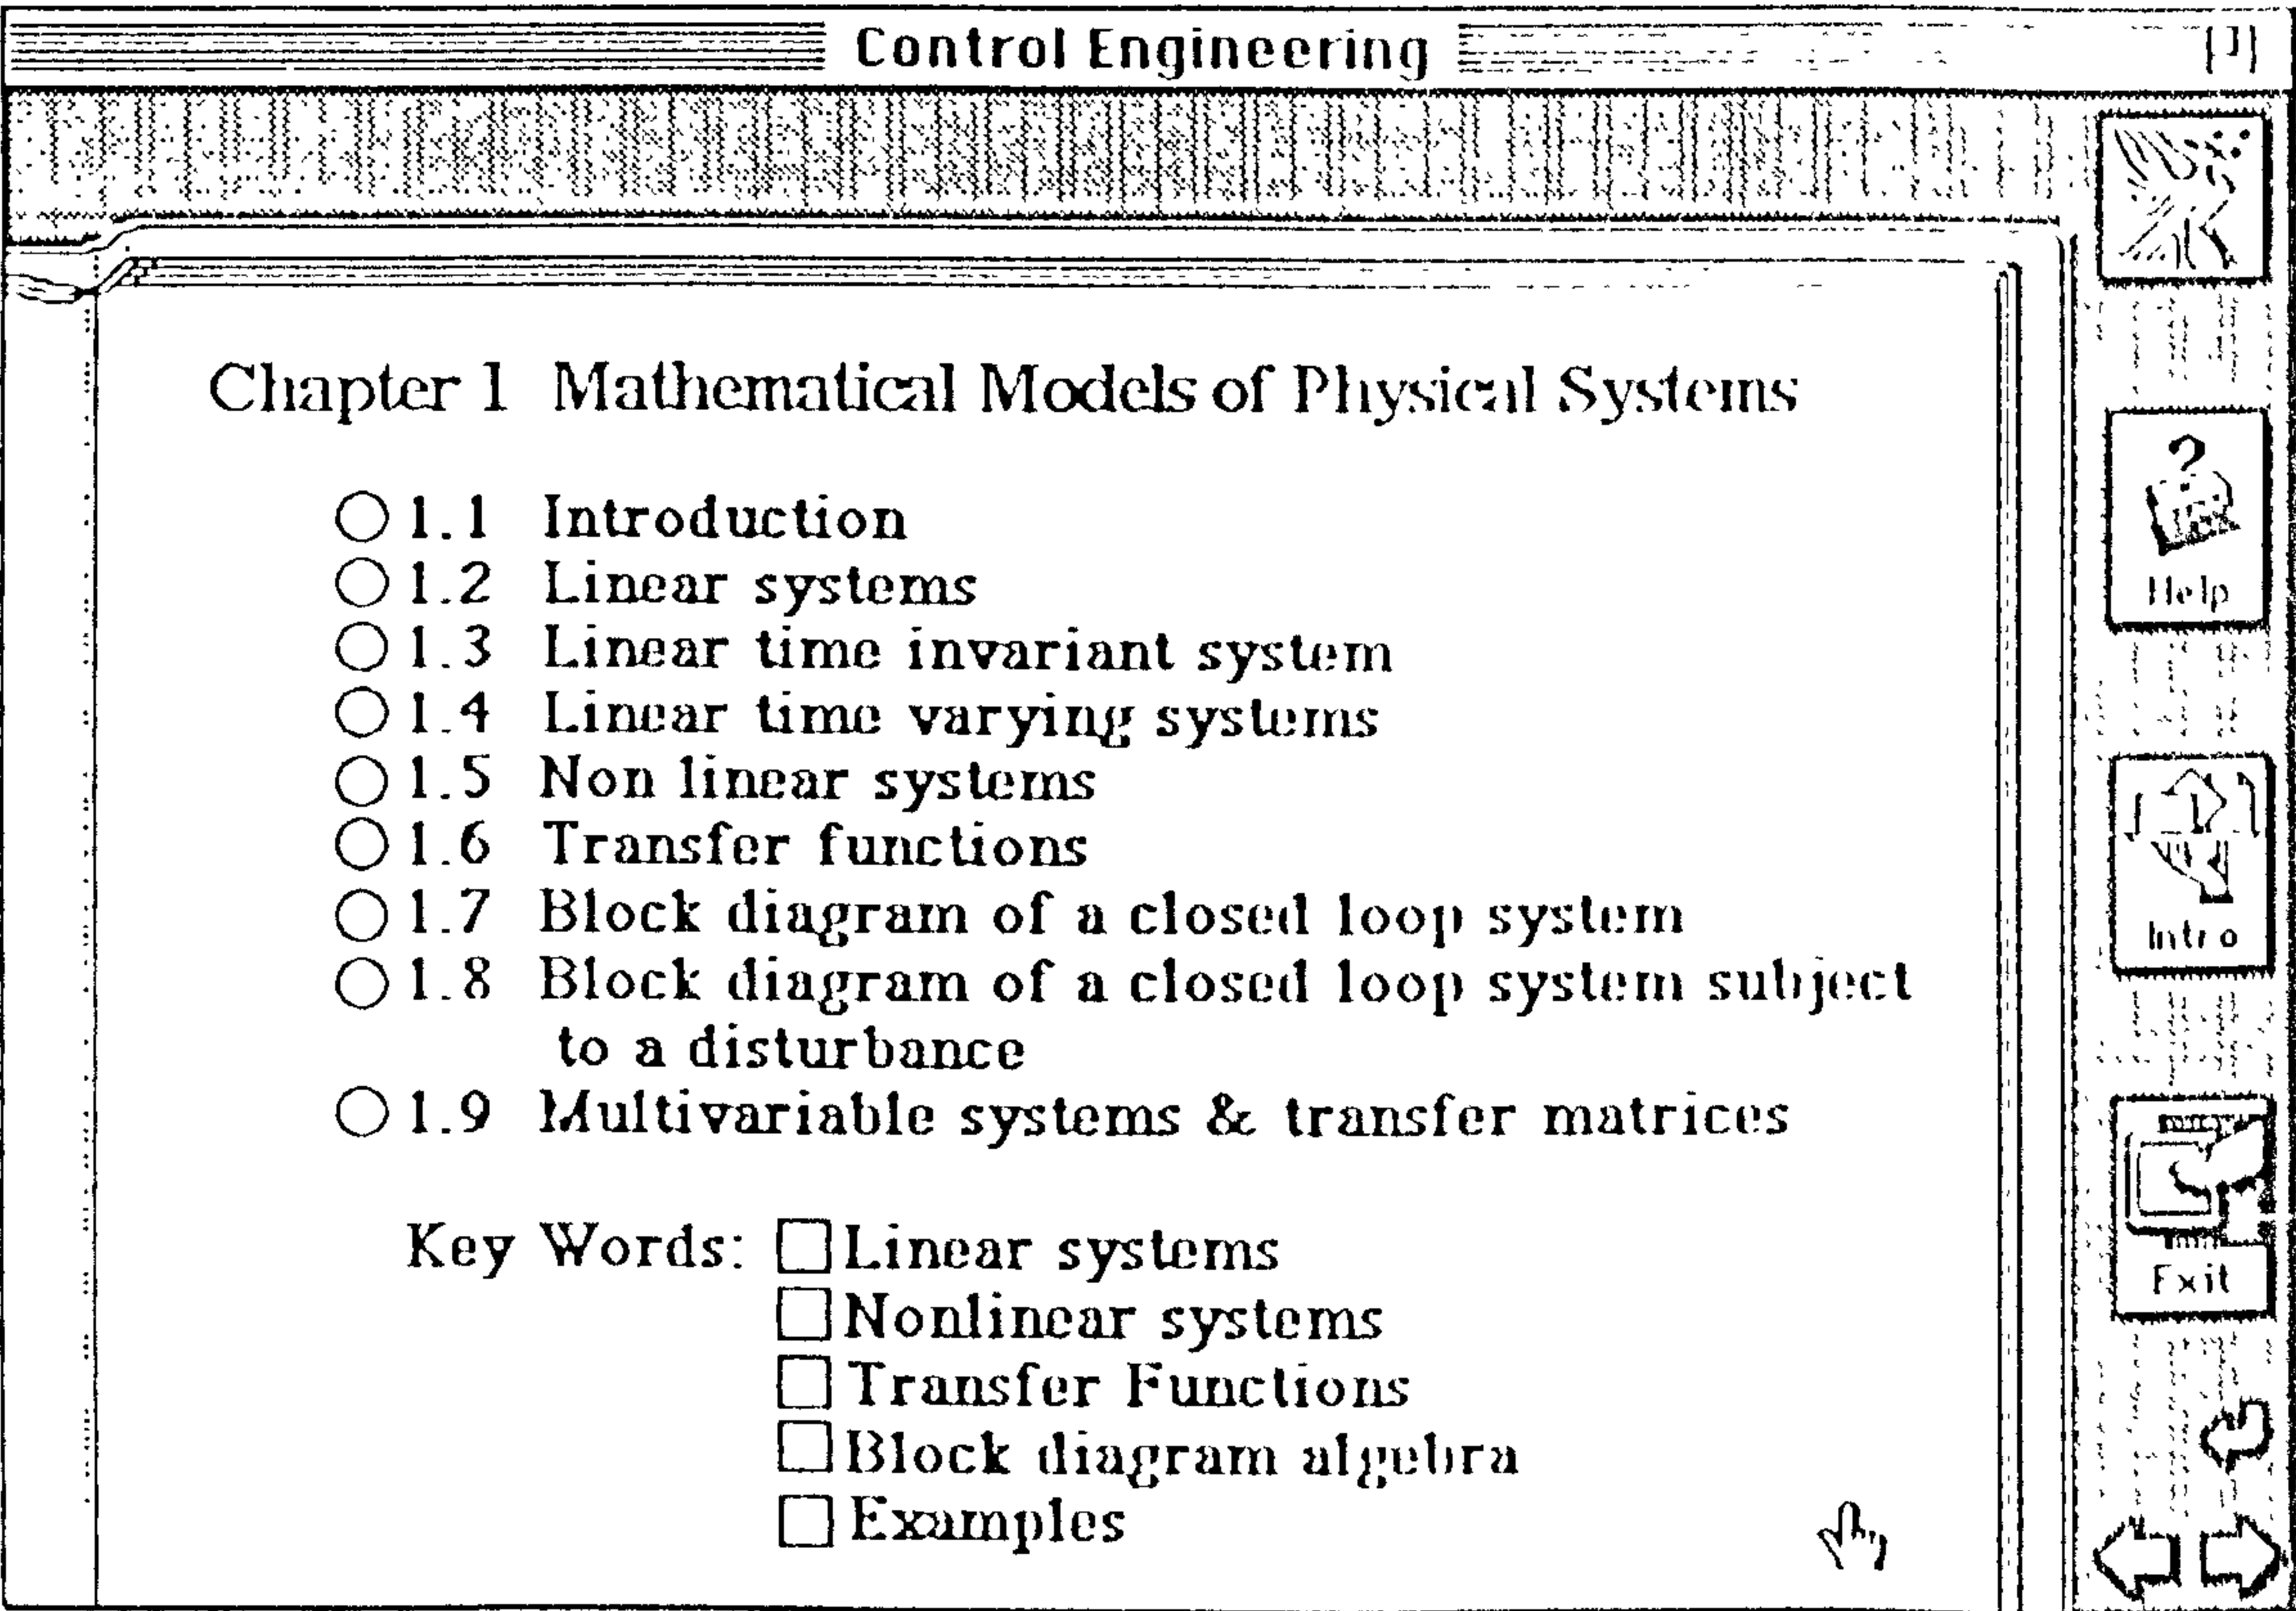 Control Engineering
Chapter 1 Mathematical Models of Physical Systems
1.1 Introduction
1.2 Linear systems
1.3 Linear time invariant system
1.4 Linear time varying systems
1.5 Non linear systems
1.6 Transfer functions
1.7 Block diagram of a closed loop system
1.8 Block diagram of a closed loop system subject
to a disturbance
1.9 Multivariable systems & transfer matrices
Key Words: Linear systems
Nonlinear systems
Transfer Functions
Block diagram algebra
Examples
?
Help
Intro
Exit